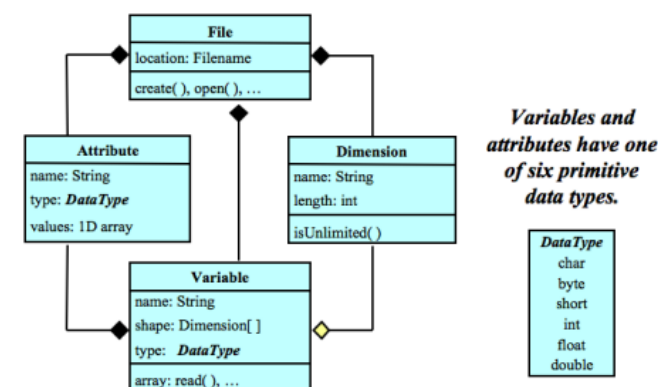 File
location: Filename
create( ), open( ), ...
Attribute
name: String
type: DataType
values: 1D array
Dimension
name: String
length: int
isUnlimited( )
Variable
name: String
shape: Dimension[ ]
type: DataType
array: read( ), ...
Variables and
attributes have one
of six primitive
data types.
DataType
char
byte
short
int
float
double